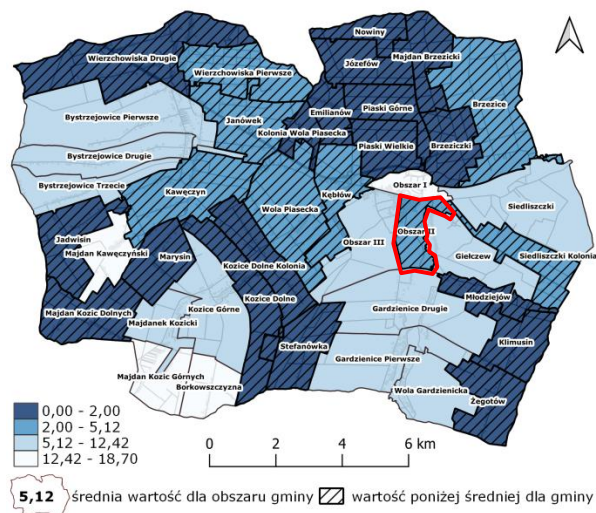 Nowiny
Wierzchowiska Drugie
Majdan Brzezicki
Józefów
Wierzchowiska Pierwsze
Brzezice
Emilianów
Piaski Górne
Bystrzejowice Pierwsze
Janówek
Kolonia Wola Piasecka
Piaski Wielkie
Brzeziczki
Bystrzejowice Drugie
Bystrzejowice Trzecie
Kawęczyn
Kębłów
Obszar I
Siedliszczki
Wola Piasecka
Jadwisin
Obszar II
Obszar III
Majdan Kawęczyński
Marysin
Giełczew
Siedliszczki Kolonia
Kozice Dolne Kolonia
Młodziejów
Majdan Kozic Dolnych
Kozice Górne
Kozice Dolne
Gardzienice Drugie
Majdanek Kozicki
Klimusin
Stefanówka
Gardzienice Pierwsze
Majdan Kozic Górnych
Borkowszczyzna
Wola Gardzienicka
Żegotów
0,00 - 2,00
2,00 - 5,12
5,12 - 12,42
12,42 - 18,70
0 2 4 6 km
5,12 średnia wartość dla obszaru gminy wartość poniżej średniej dla gminy